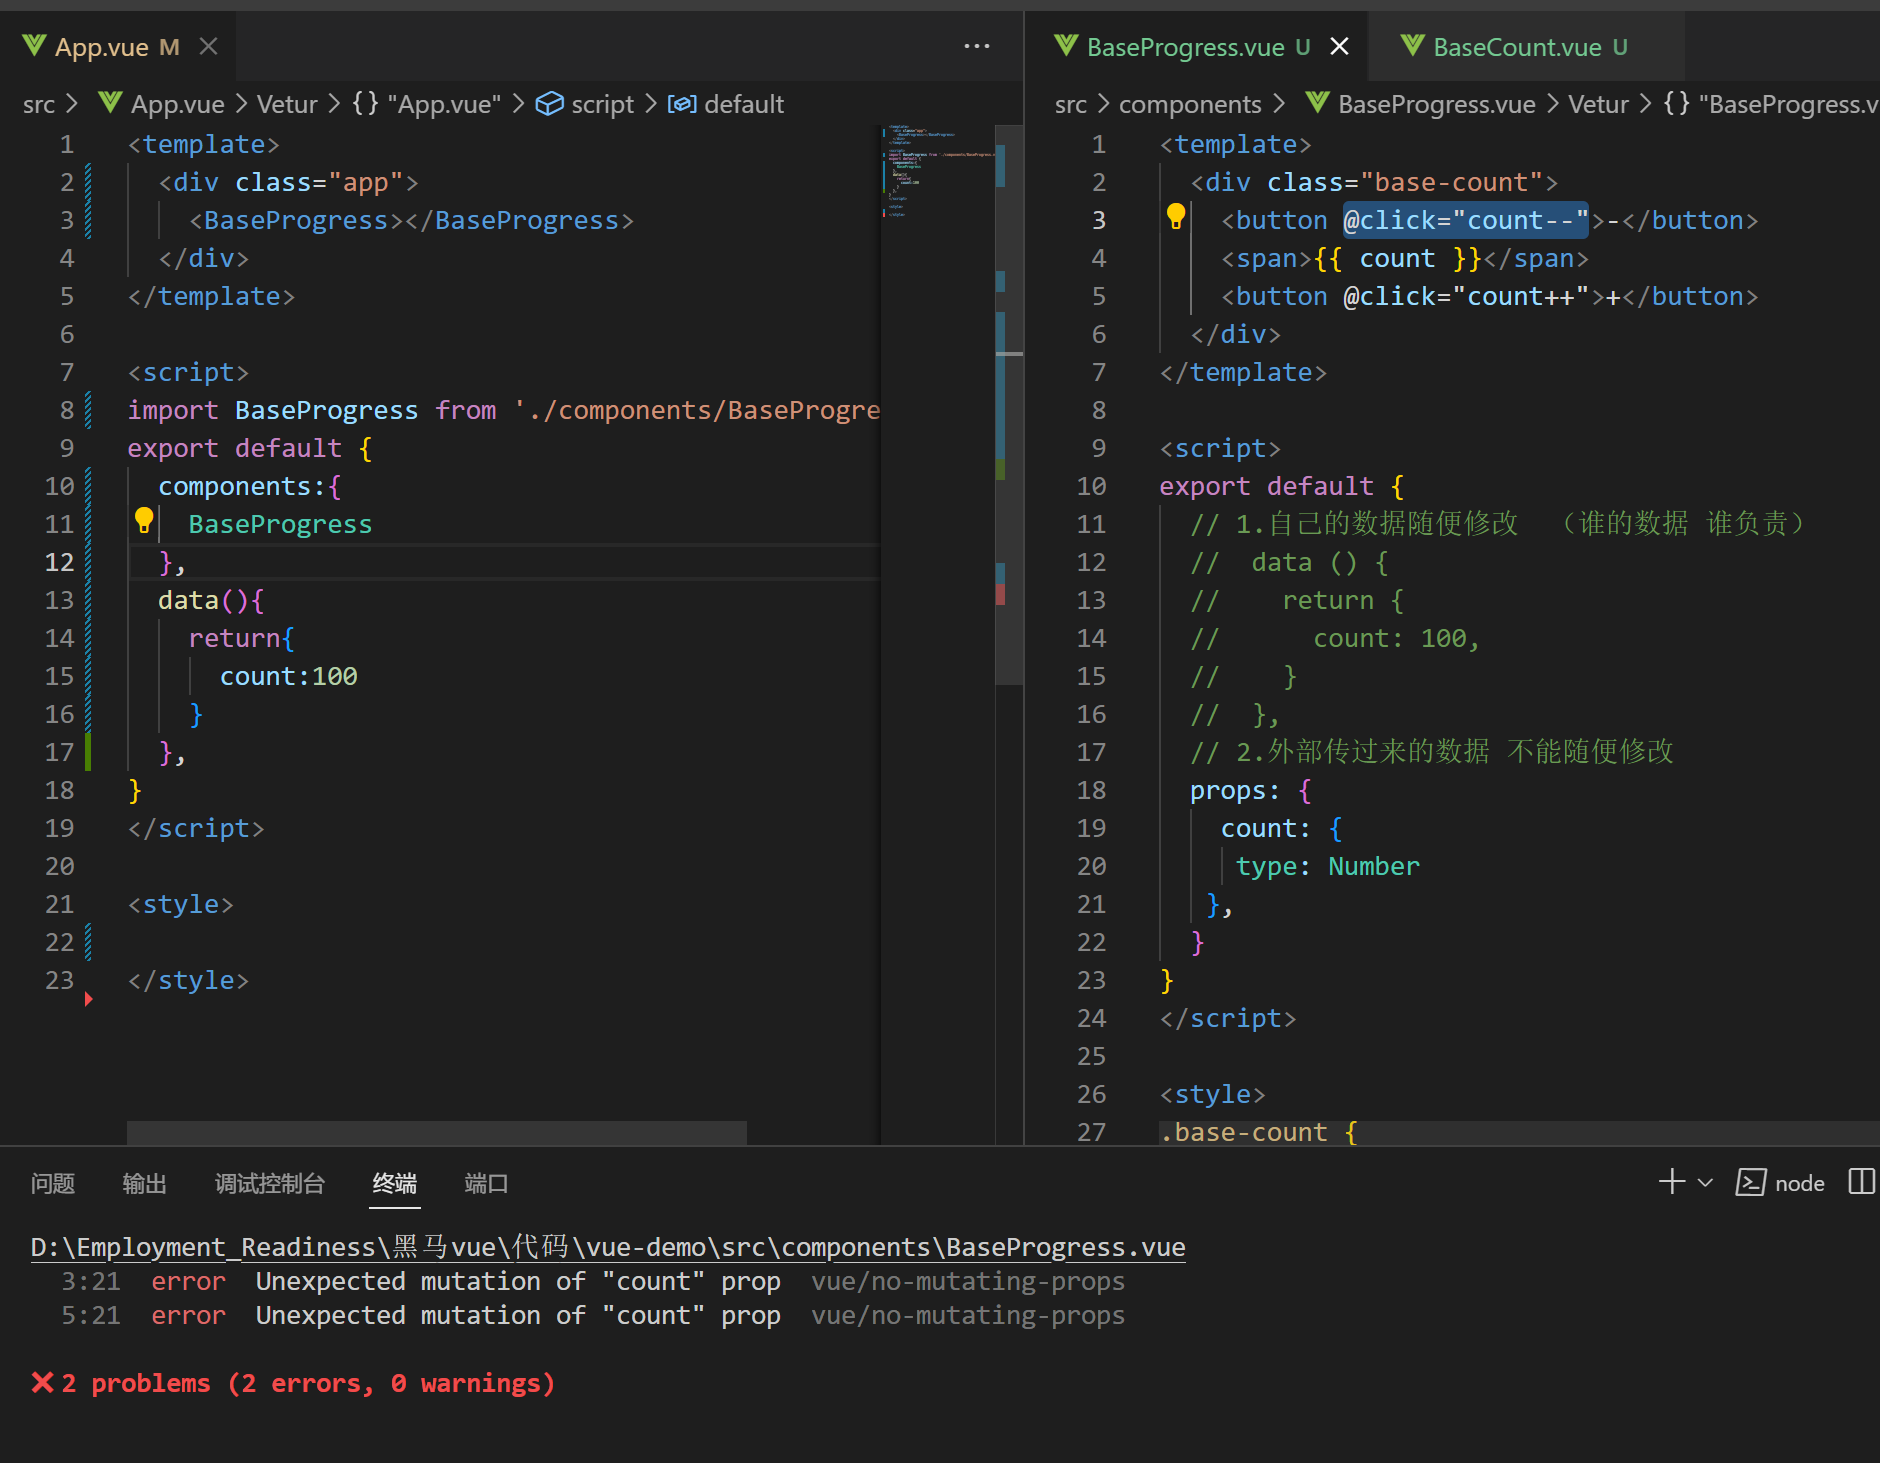 App.vue M
src > App.vue > Vetur > {} "App.vue" > script > default
1 <template>
2 <div class="app">
3 <BaseProgress></BaseProgress>
4 </div>
5 </template>
6
7 <script>
8 import BaseProgress from './components/BaseProgre
9 export default {
10 components:{
11 BaseProgress
12 },
13 data(){
14 return{
15 count:100
16 }
17 },
18 }
19 </script>
20
21 <style>
22
23 </style>
BaseProgress.vue U
BaseCount.vue U
src > components > BaseProgress.vue > Vetur > {} "BaseProgress.v
1 <template>
2 <div class="base-count">
3 <button @click="count--">-</button>
4 <span>{{ count }}</span>
5 <button @click="count++">+</button>
6 </div>
7 </template>
8
9 <script>
10 export default {
11 // 1.自己的数据随便修改 （谁的数据 谁负责）
12 // data () {
13 // return {
14 // count: 100,
15 // }
16 // },
17 // 2.外部传过来的数据 不能随便修改
18 props: {
19 count: {
20 type: Number
21 },
22 }
23 }
24 </script>
25
26 <style>
27 .base-count {
问题 输出 调试控制台 终端 端口
node
D:\Employment_Readiness\黑马vue\代码\vue-demo\src\components\BaseProgress.vue
3:21 error Unexpected mutation of "count" prop vue/no-mutating-props
5:21 error Unexpected mutation of "count" prop vue/no-mutating-props
✖ 2 problems (2 errors, 0 warnings)